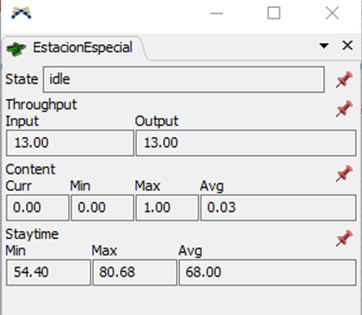 EstacionEspecial
State idle
Throughput
Input Output
13.00 13.00
Content
Curr Min Max Avg
0.00 0.00 1.00 0.03
Staytime
Min Max Avg
54.40 80.68 68.00